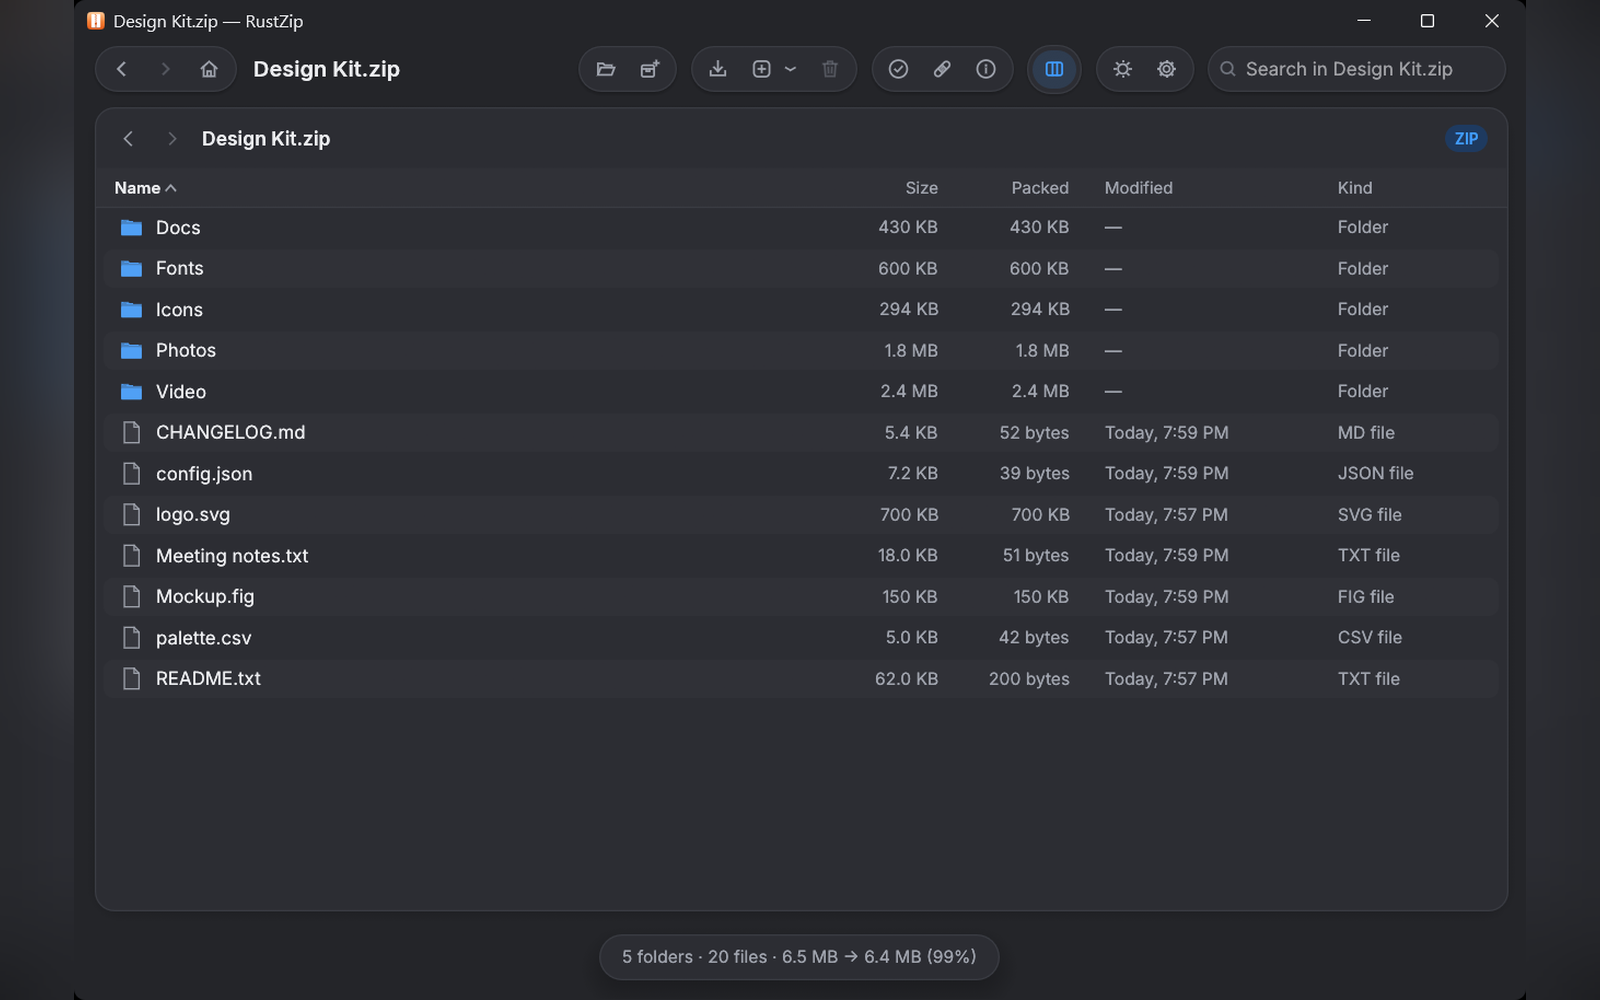 Design Kit.zip — RustZip
Design Kit.zip
Search in Design Kit.zip
Design Kit.zip
ZIP
Name Size Packed Modified Kind
Docs 430 KB 430 KB — Folder
Fonts 600 KB 600 KB — Folder
Icons 294 KB 294 KB — Folder
Photos 1.8 MB 1.8 MB — Folder
Video 2.4 MB 2.4 MB — Folder
CHANGELOG.md 5.4 KB 52 bytes Today, 7:59 PM MD file
config.json 7.2 KB 39 bytes Today, 7:59 PM JSON file
logo.svg 700 KB 700 KB Today, 7:57 PM SVG file
Meeting notes.txt 18.0 KB 51 bytes Today, 7:59 PM TXT file
Mockup.fig 150 KB 150 KB Today, 7:59 PM FIG file
palette.csv 5.0 KB 42 bytes Today, 7:57 PM CSV file
README.txt 62.0 KB 200 bytes Today, 7:57 PM TXT file
5 folders · 20 files · 6.5 MB → 6.4 MB (99%)